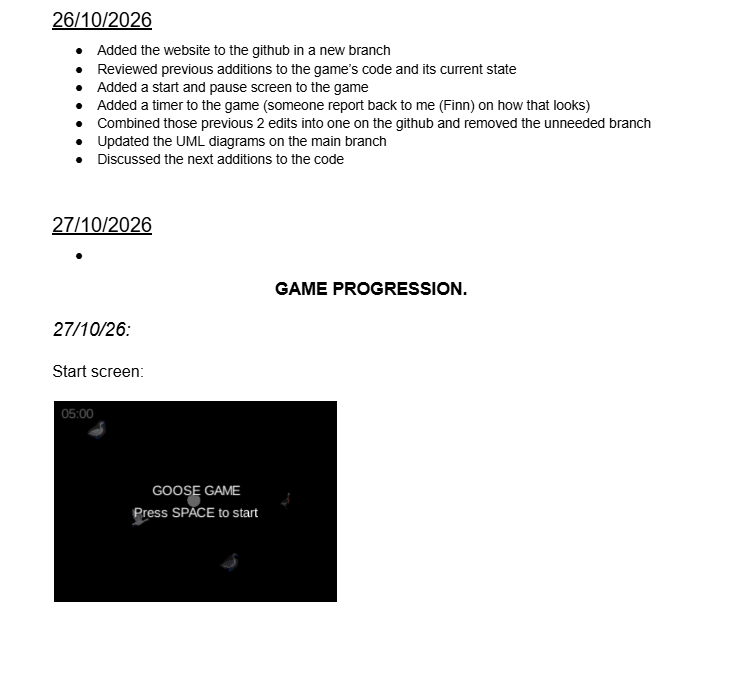 26/10/2026
● Added the website to the github in a new branch
● Reviewed previous additions to the game's code and its current state
● Added a start and pause screen to the game
● Added a timer to the game (someone report back to me (Finn) on how that looks)
● Combined those previous 2 edits into one on the github and removed the unneeded branch
● Updated the UML diagrams on the main branch
● Discussed the next additions to the code
27/10/2026
●
GAME PROGRESSION.
27/10/26:
Start screen:
05:00
GOOSE GAME
Press SPACE to start